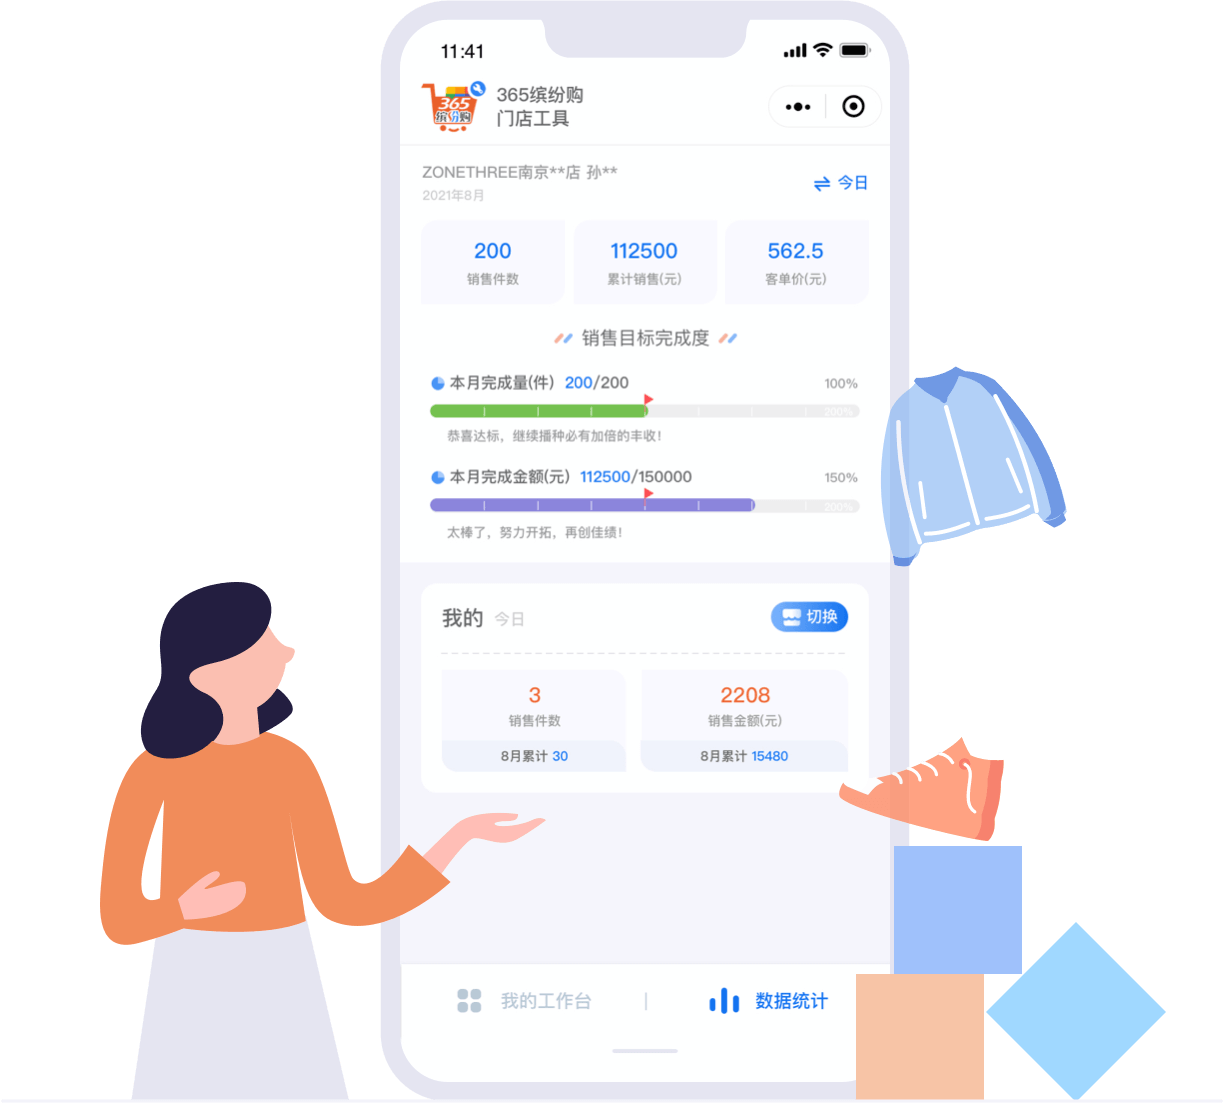 11:41
365
缤纷购
365缤纷购
门店工具
ZONETHREE南京**店 孙**
2021年8月
今日
200
销售件数
112500
累计销售(元)
562.5
客单价(元)
销售目标完成度
本月完成量(件) 200/200
100%
200%
恭喜达标，继续播种必有加倍的丰收！
本月完成金额(元) 112500/150000
150%
200%
太棒了，努力开拓，再创佳绩！
我的 今日
切换
3
销售件数
8月累计 30
2208
销售金额(元)
8月累计 15480
我的工作台
数据统计